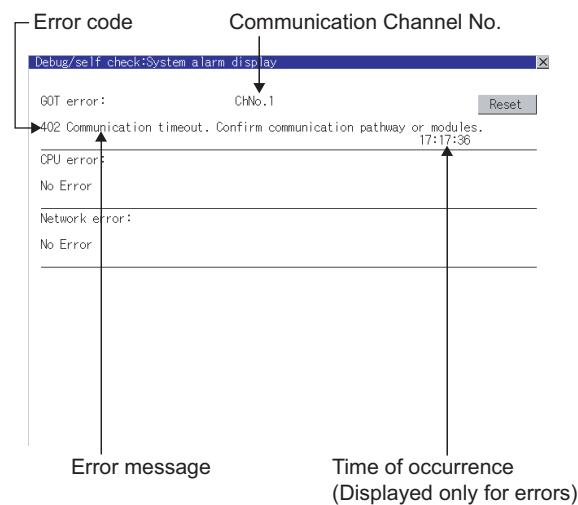 Error code
Communication Channel No.
Debug/self check:System alarm display
GOT error:
ChNo.1
Reset
402 Communication timeout. Confirm communication pathway or modules.
17:17:36
CPU error:
No Error
Network error:
No Error
Error message
Time of occurrence
(Displayed only for errors)